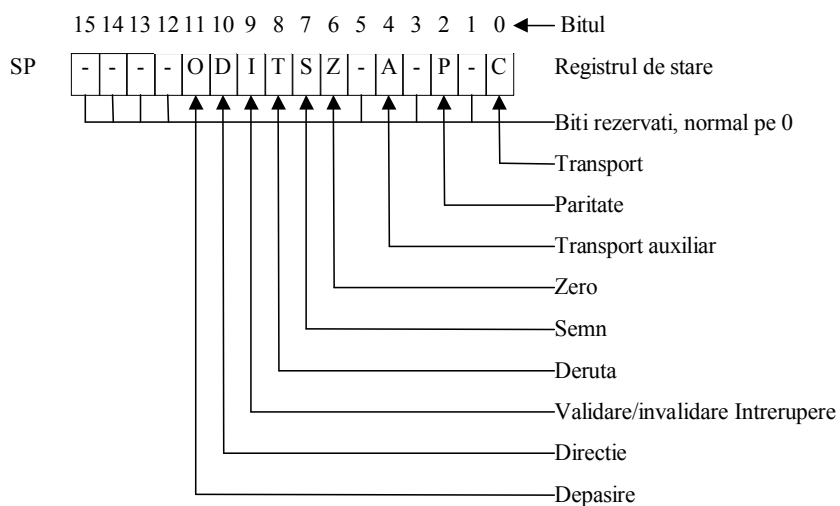 15 14 13 12 11 10 9 8 7 6 5 4 3 2 1 0 Bitul
SP - - - - O D I T S Z - A - P - C Registrul de stare
Biti rezervati, normal pe 0
Transport
Paritate
Transport auxiliar
Zero
Semn
Deruta
Validare/invalidare Intrerupere
Directie
Depasire